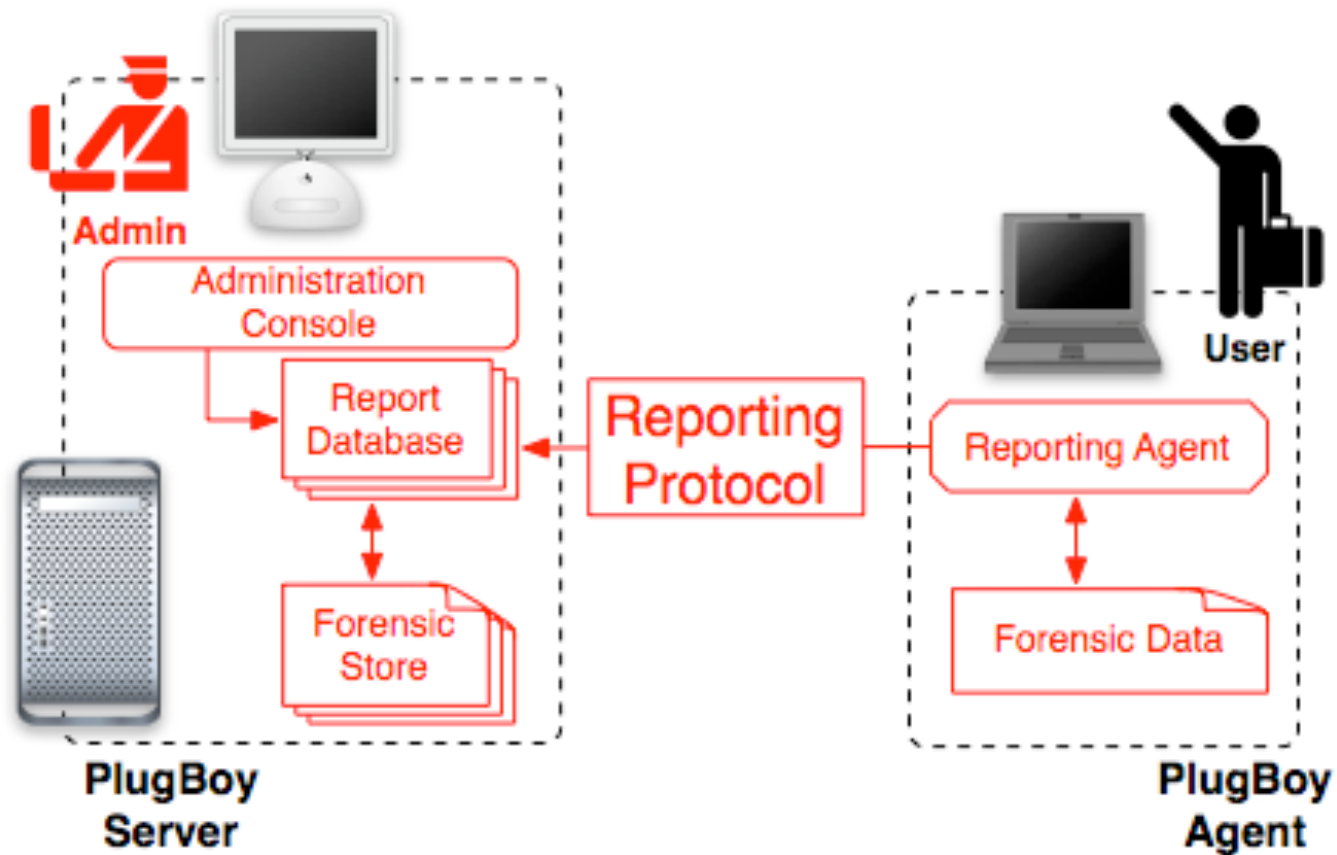 Admin
Administration
Console
Report
Database
Forensic
Store
PlugBoy
Server
Reporting
Protocol
User
Reporting Agent
Forensic Data
PlugBoy
Agent